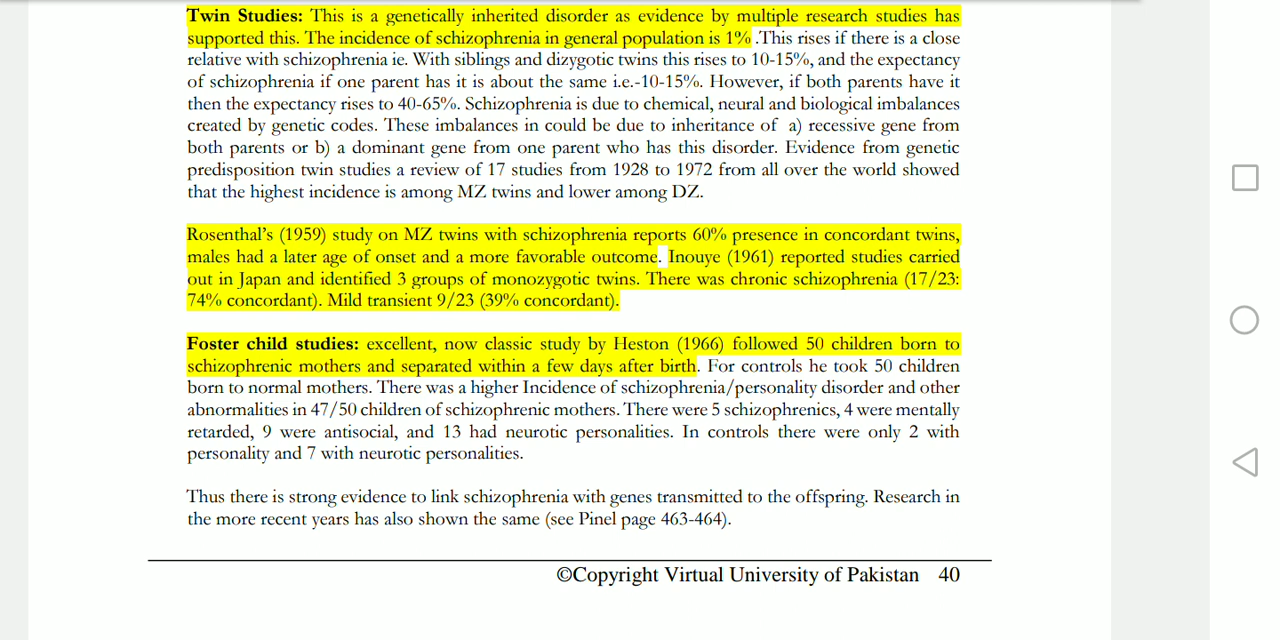 Twin Studies: This is a genetically inherited disorder as evidence by multiple research studies has
supported this. The incidence of schizophrenia in general population is 1% .This rises if there is a close
relative with schizophrenia ie. With siblings and dizygotic twins this rises to 10-15%, and the expectancy
of schizophrenia if one parent has it is about the same i.e.-10-15%. However, if both parents have it
then the expectancy rises to 40-65%. Schizophrenia is due to chemical, neural and biological imbalances
created by genetic codes. These imbalances in could be due to inheritance of a) recessive gene from
both parents or b) a dominant gene from one parent who has this disorder. Evidence from genetic
predisposition twin studies a review of 17 studies from 1928 to 1972 from all over the world showed
that the highest incidence is among MZ twins and lower among DZ.
Rosenthal's (1959) study on MZ twins with schizophrenia reports 60% presence in concordant twins,
males had a later age of onset and a more favorable outcome. Inouye (1961) reported studies carried
out in Japan and identified 3 groups of monozygotic twins. There was chronic schizophrenia (17/23:
74% concordant). Mild transient 9/23 (39% concordant).
Foster child studies: excellent, now classic study by Heston (1966) followed 50 children born to
schizophrenic mothers and separated within a few days after birth. For controls he took 50 children
born to normal mothers. There was a higher Incidence of schizophrenia/personality disorder and other
abnormalities in 47/50 children of schizophrenic mothers. There were 5 schizophrenics, 4 were mentally
retarded, 9 were antisocial, and 13 had neurotic personalities. In controls there were only 2 with
personality and 7 with neurotic personalities.
Thus there is strong evidence to link schizophrenia with genes transmitted to the offspring. Research in
the more recent years has also shown the same (see Pinel page 463-464).
©Copyright Virtual University of Pakistan 40